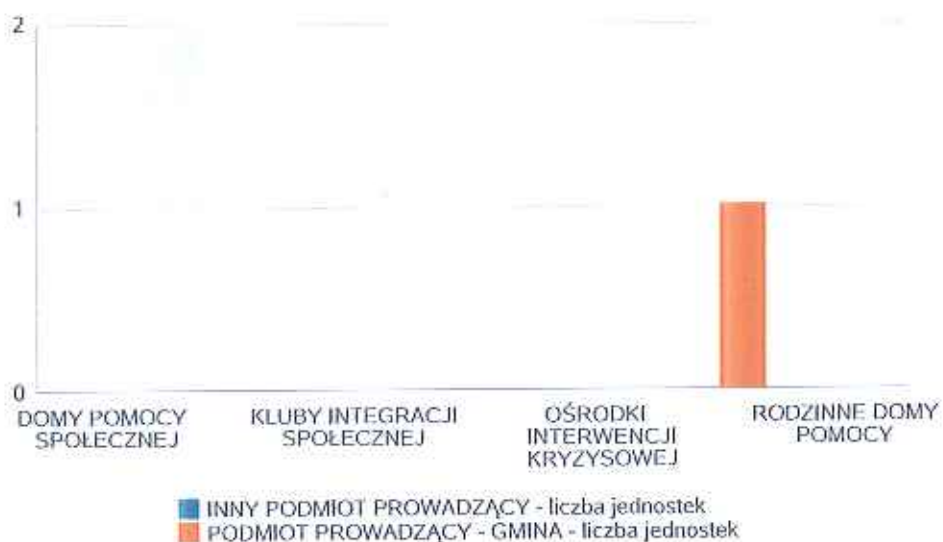 2
1
0
DOMY POMOCY
SPOŁECZNEJ
KLUBY INTEGRACJI
SPOŁECZNEJ
OŚRODKI
INTERWENCJI
KRYZYSOWEJ
RODZINNE DOMY
POMOCY
INNY PODMIOT PROWADZĄCY - liczba jednostek
PODMIOT PROWADZĄCY - GMINA - liczba jednostek